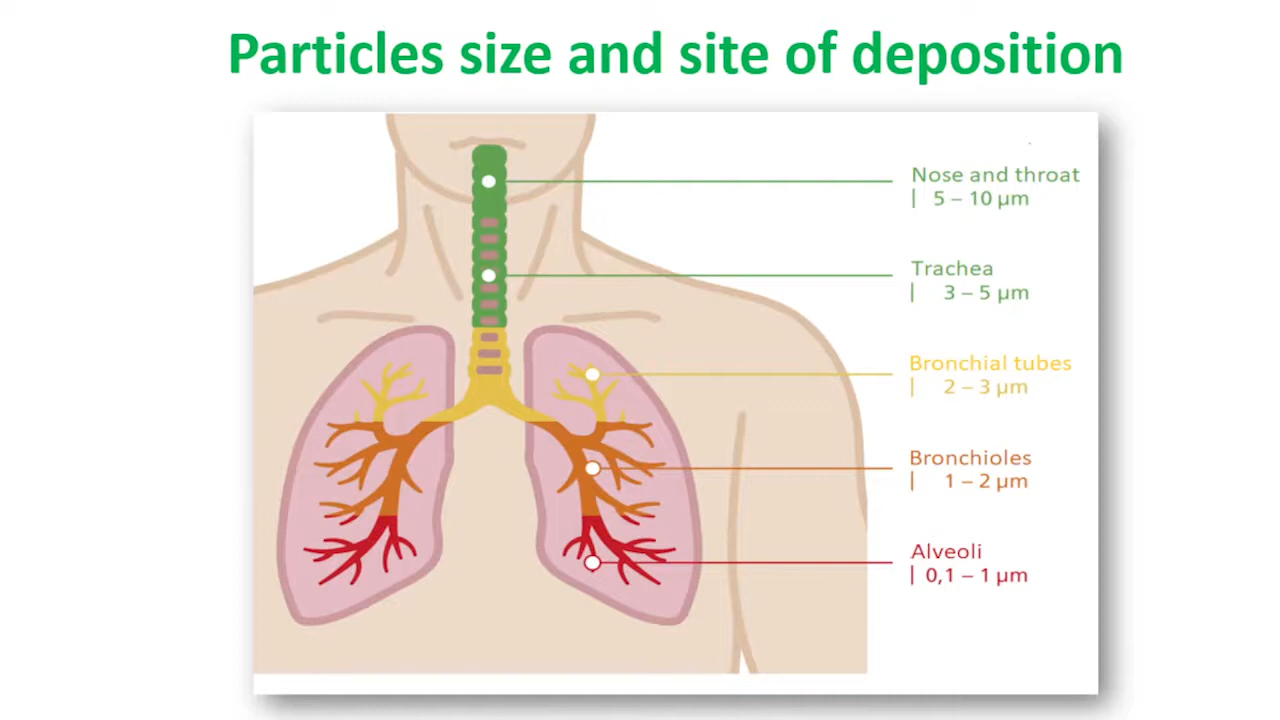 Particles size and site of deposition
Nose and throat
| 5 – 10 µm
Trachea
| 3 – 5 µm
Bronchial tubes
| 2 – 3 µm
Bronchioles
| 1 – 2 µm
Alveoli
| 0,1 – 1 µm